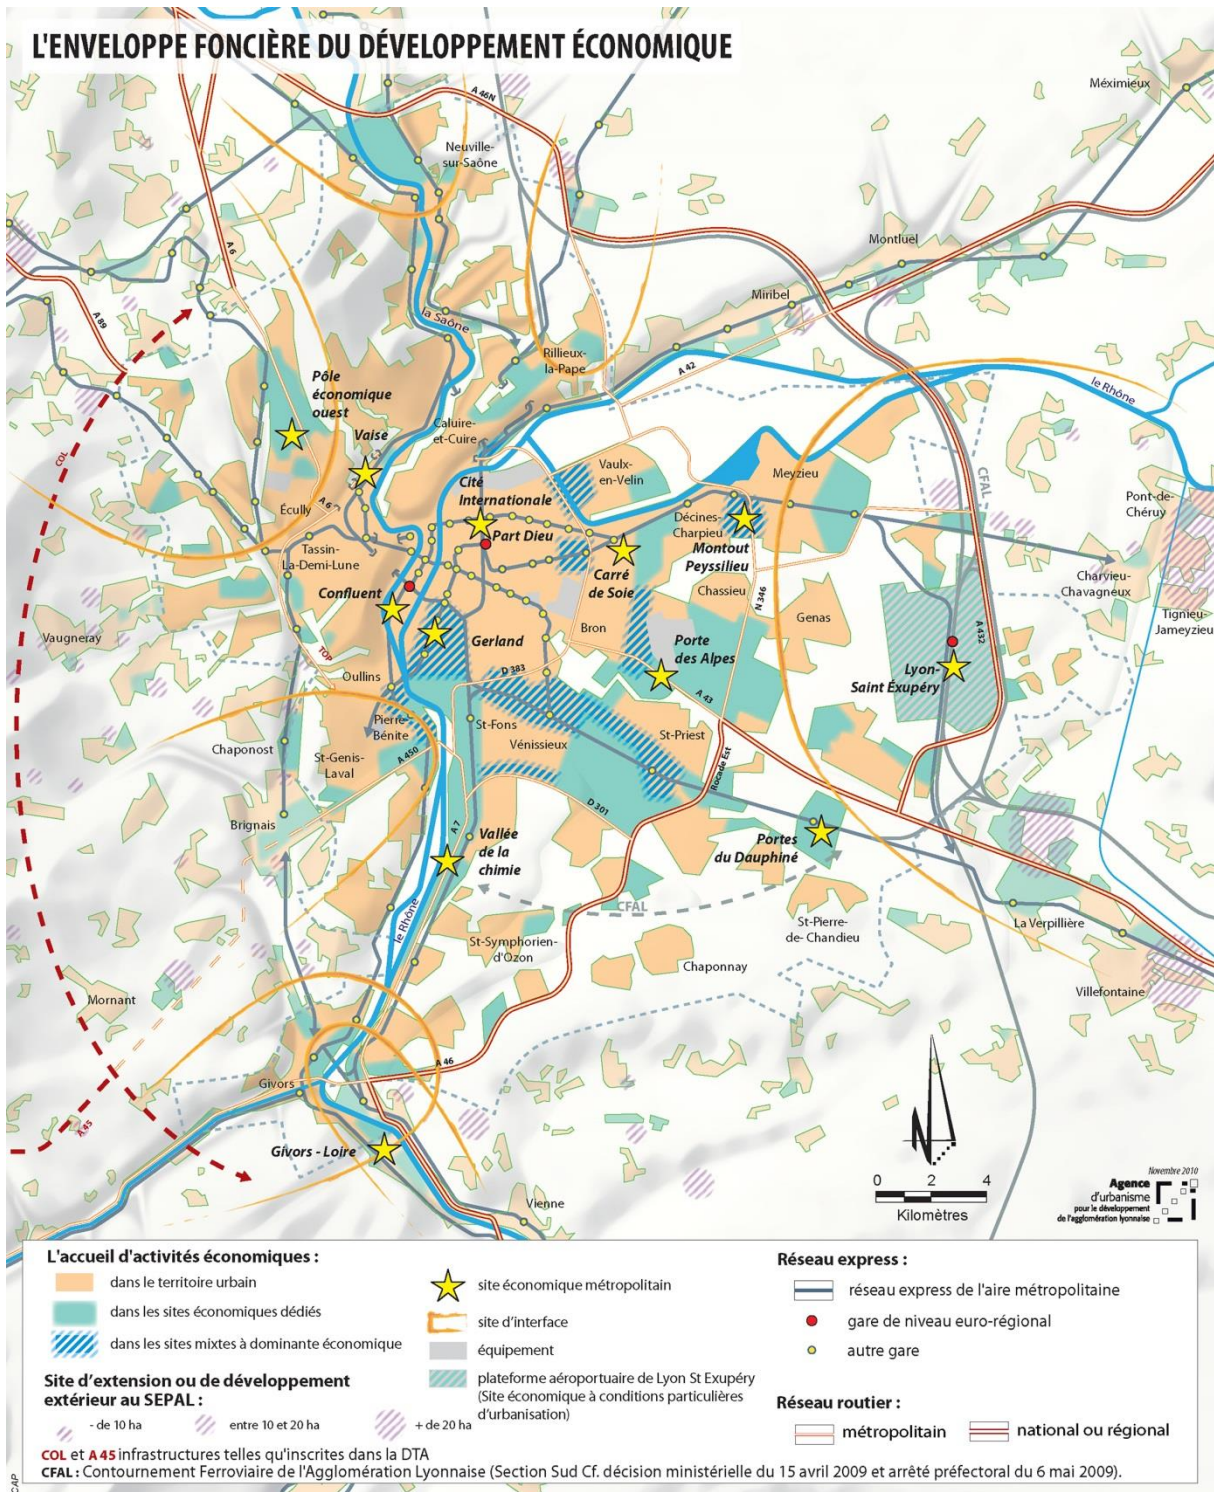 L'ENVELOPPE FONCIÈRE DU DÉVELOPPEMENT ÉCONOMIQUE
Méximieux
A 46N
Neuville-
sur-Saône
A 6
Montluel
Miribel
A 89
la Saône
Rillieux-
la-Pape
A 42
le Rhône
Pôle
économique
ouest
Vaise
Caluire-
et-Cuire
COL
CFAL
Vaulx-
en-Velin
Meyzieu
Cité
Internationale
Pont-de-
Chéruy
A 6
Écully
Part Dieu
Décines-
Charpieu
Montout
Peyssilieu
Tassin-
La-Demi-Lune
Carré
de Soie
Charvieu-
Chavagneux
Confluent
Chassieu
N 346
Genas
Tignieu-
Jameyzieu
Vaugneray
Gerland
Bron
Porte
des Alpes
A 432
TOP
Oullins
D 383
Lyon-
Saint Éxupéry
A 43
Pierre-
Bénite
St-Fons
Chaponost
St-Genis-
Laval
A 450
Vénissieux
St-Priest
Rocade Est
D 301
Brignais
A 7
Vallée
de la
chimie
Portes
du Dauphiné
CFAL
le Rhône
St-Symphorien-
d'Ozon
St-Pierre-
de- Chandieu
La Verpillière
Chaponnay
Mornant
Villefontaine
A 46
Givors
A 45
Givors - Loire
Vienne
0 2 4
Kilomètres
Novembre 2010
Agence
d'urbanisme
pour le développement
de l'agglomération lyonnaise
L'accueil d'activités économiques :
dans le territoire urbain
dans les sites économiques dédiés
dans les sites mixtes à dominante économique
Site d'extension ou de développement
extérieur au SEPAL :
- de 10 ha
entre 10 et 20 ha
+ de 20 ha
site économique métropolitain
site d'interface
équipement
plateforme aéroportuaire de Lyon St Exupéry
(Site économique à conditions particulières
d'urbanisation)
Réseau express :
réseau express de l'aire métropolitaine
gare de niveau euro-régional
autre gare
Réseau routier :
métropolitain
national ou régional
COL et A 45 infrastructures telles qu'inscrites dans la DTA
CFAL : Contournement Ferroviaire de l'Agglomération Lyonnaise (Section Sud Cf. décision ministérielle du 15 avril 2009 et arrêté préfectoral du 6 mai 2009).
CAP